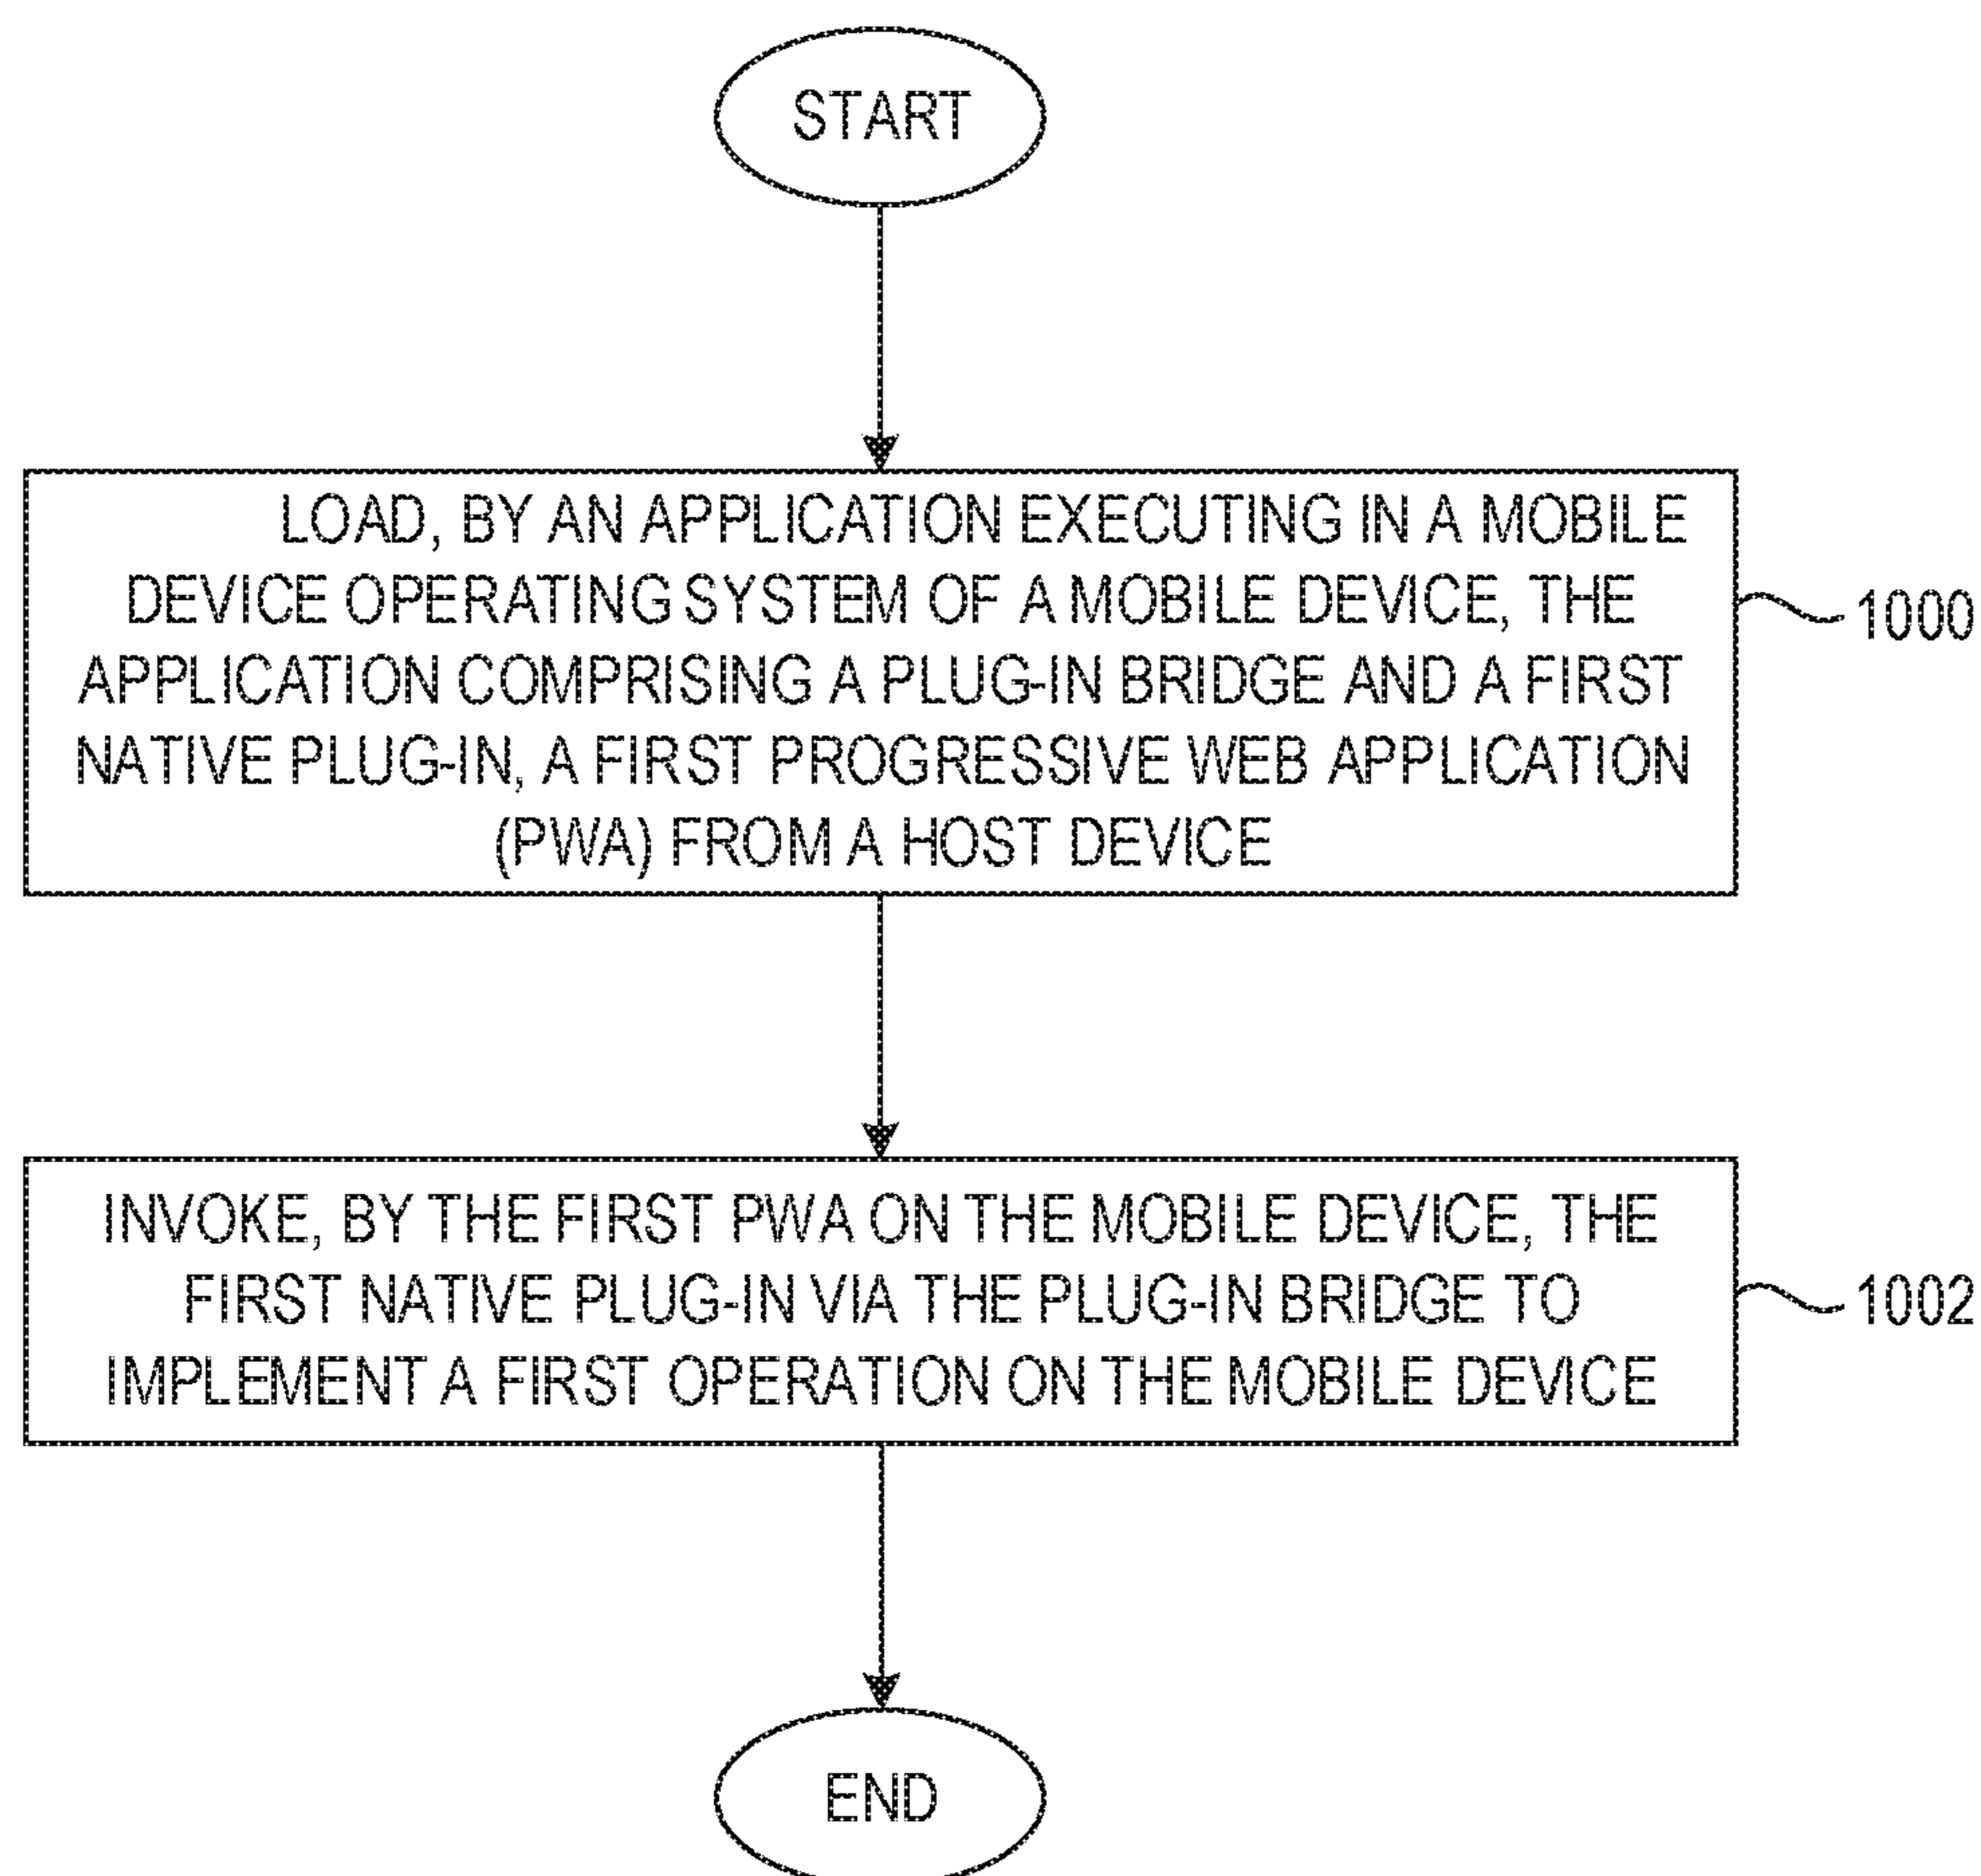 START
LOAD, BY AN APPLICATION EXECUTING IN A MOBILE
DEVICE OPERATING SYSTEM OF A MOBILE DEVICE, THE
APPLICATION COMPRISING A PLUG-IN BRIDGE AND A FIRST
NATIVE PLUG-IN, A FIRST PROGRESSIVE WEB APPLICATION
(PWA) FROM A HOST DEVICE
1000
INVOKE, BY THE FIRST PWA ON THE MOBILE DEVICE, THE
FIRST NATIVE PLUG-IN VIA THE PLUG-IN BRIDGE TO
IMPLEMENT A FIRST OPERATION ON THE MOBILE DEVICE
1002
END